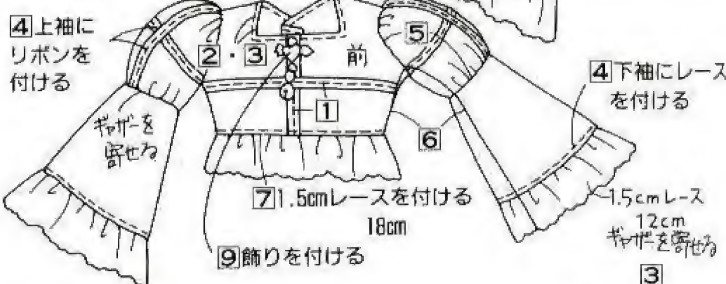 4上袖に
リボンを
付ける
2・3
前
5
4下袖にレース
を付ける
1
6
ギャザーを
寄せる
71.5cmレースを付ける
18cm
1.5cmレース
12cm
ギャザーを寄せる
9飾りを付ける
3